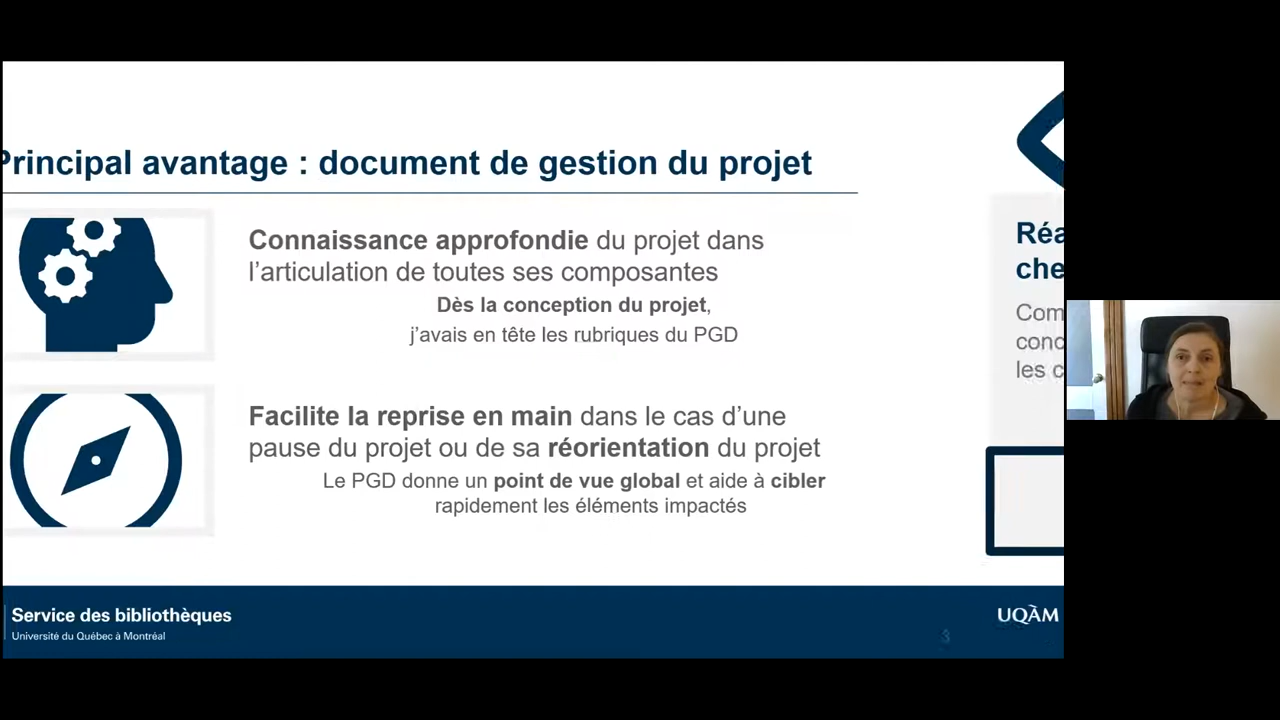 Principal avantage : document de gestion du projet
Connaissance approfondie du projet dans
l'articulation de toutes ses composantes
Dès la conception du projet,
j'avais en tête les rubriques du PGD
Facilite la reprise en main dans le cas d'une
pause du projet ou de sa réorientation du projet
Le PGD donne un point de vue global et aide à cibler
rapidement les éléments impactés
Réa
che
Com
conc
les c
Service des bibliothèques
Université du Québec à Montréal
UQÀM
3